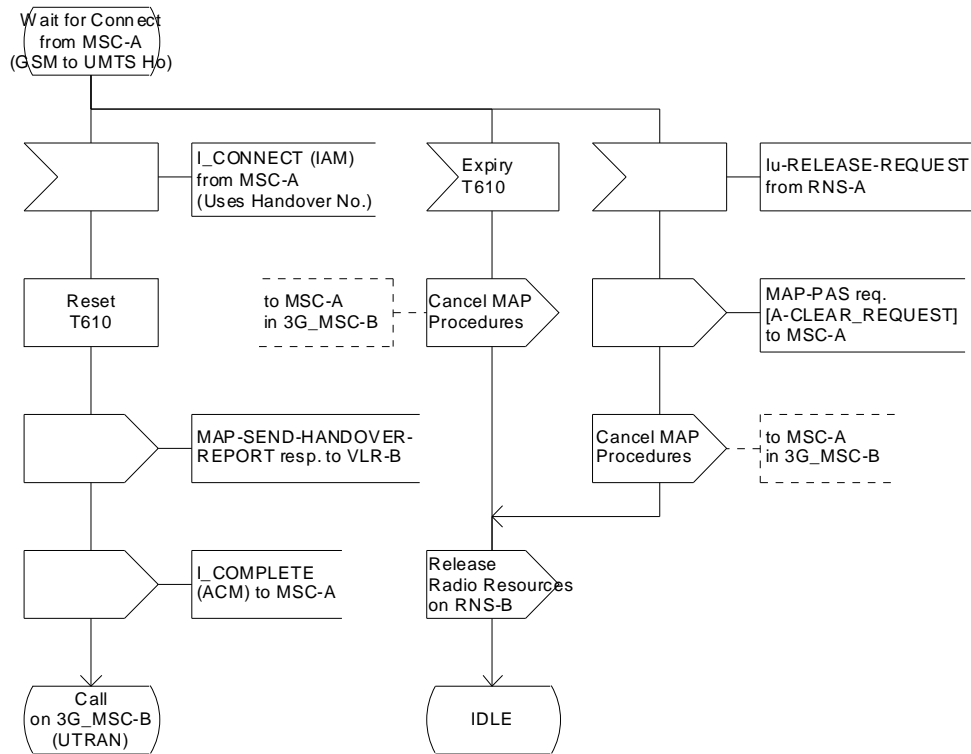 Wait for Connect
from MSC-A
(GSM to UMTS Ho)
I_CONNECT (IAM)
from MSC-A
(Uses Handover No.)
Expiry
T610
Iu-RELEASE-REQUEST
from RNS-A
Reset
T610
to MSC-A
in 3G_MSC-B
Cancel MAP
Procedures
MAP-PAS req.
[A-CLEAR_REQUEST]
to MSC-A
MAP-SEND-HANDOVER-
REPORT resp. to VLR-B
Cancel MAP
Procedures
to MSC-A
in 3G_MSC-B
I_COMPLETE
(ACM) to MSC-A
Release
Radio Resources
on RNS-B
Call
on 3G_MSC-B
(UTRAN)
IDLE